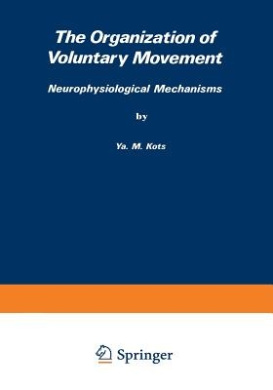 The Organization of
Voluntary Movement
Neurophysiological Mechanisms
by
Ya. M. Kots
Springer